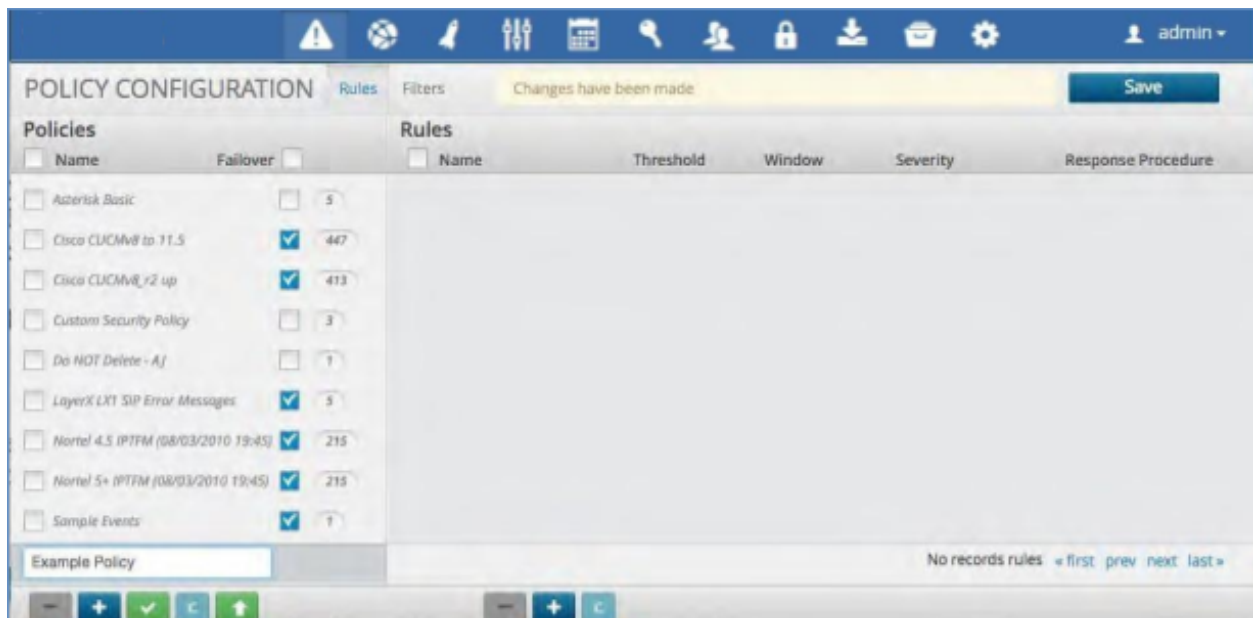 admin
POLICY CONFIGURATION Rules Filters Changes have been made Save
Policies Rules
Name Failover Name Threshold Window Severity Response Procedure
Asterisk Basic 5
Cisco CUCMv8 to 11.5 447
Cisco CUCMv8_r2 up 413
Custom Security Policy 3
Do NOT Delete - AJ 1
LayerX LX1 SIP Error Messages 5
Nortel 4.5 IPTFM (08/03/2010 19:45) 215
Nortel 5+ IPTFM (08/03/2010 19:45) 215
Sample Events 1
Example Policy No records rules « first prev next last »
C C